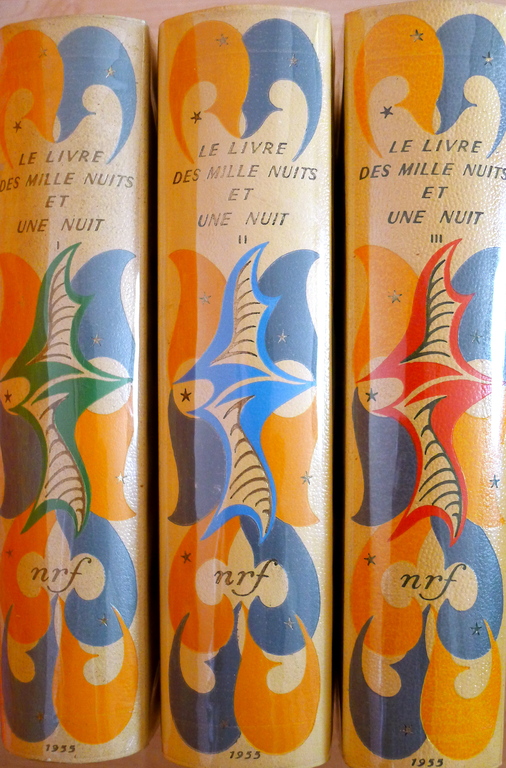 LE LIVRE
DES MILLE NUITS
ET
UNE NUIT
I
nrf
1955
LE LIVRE
DES MILLE NUITS
ET
UNE NUIT
II
nrf
1955
LE LIVRE
DES MILLE NUITS
ET
UNE NUIT
III
nrf
1955